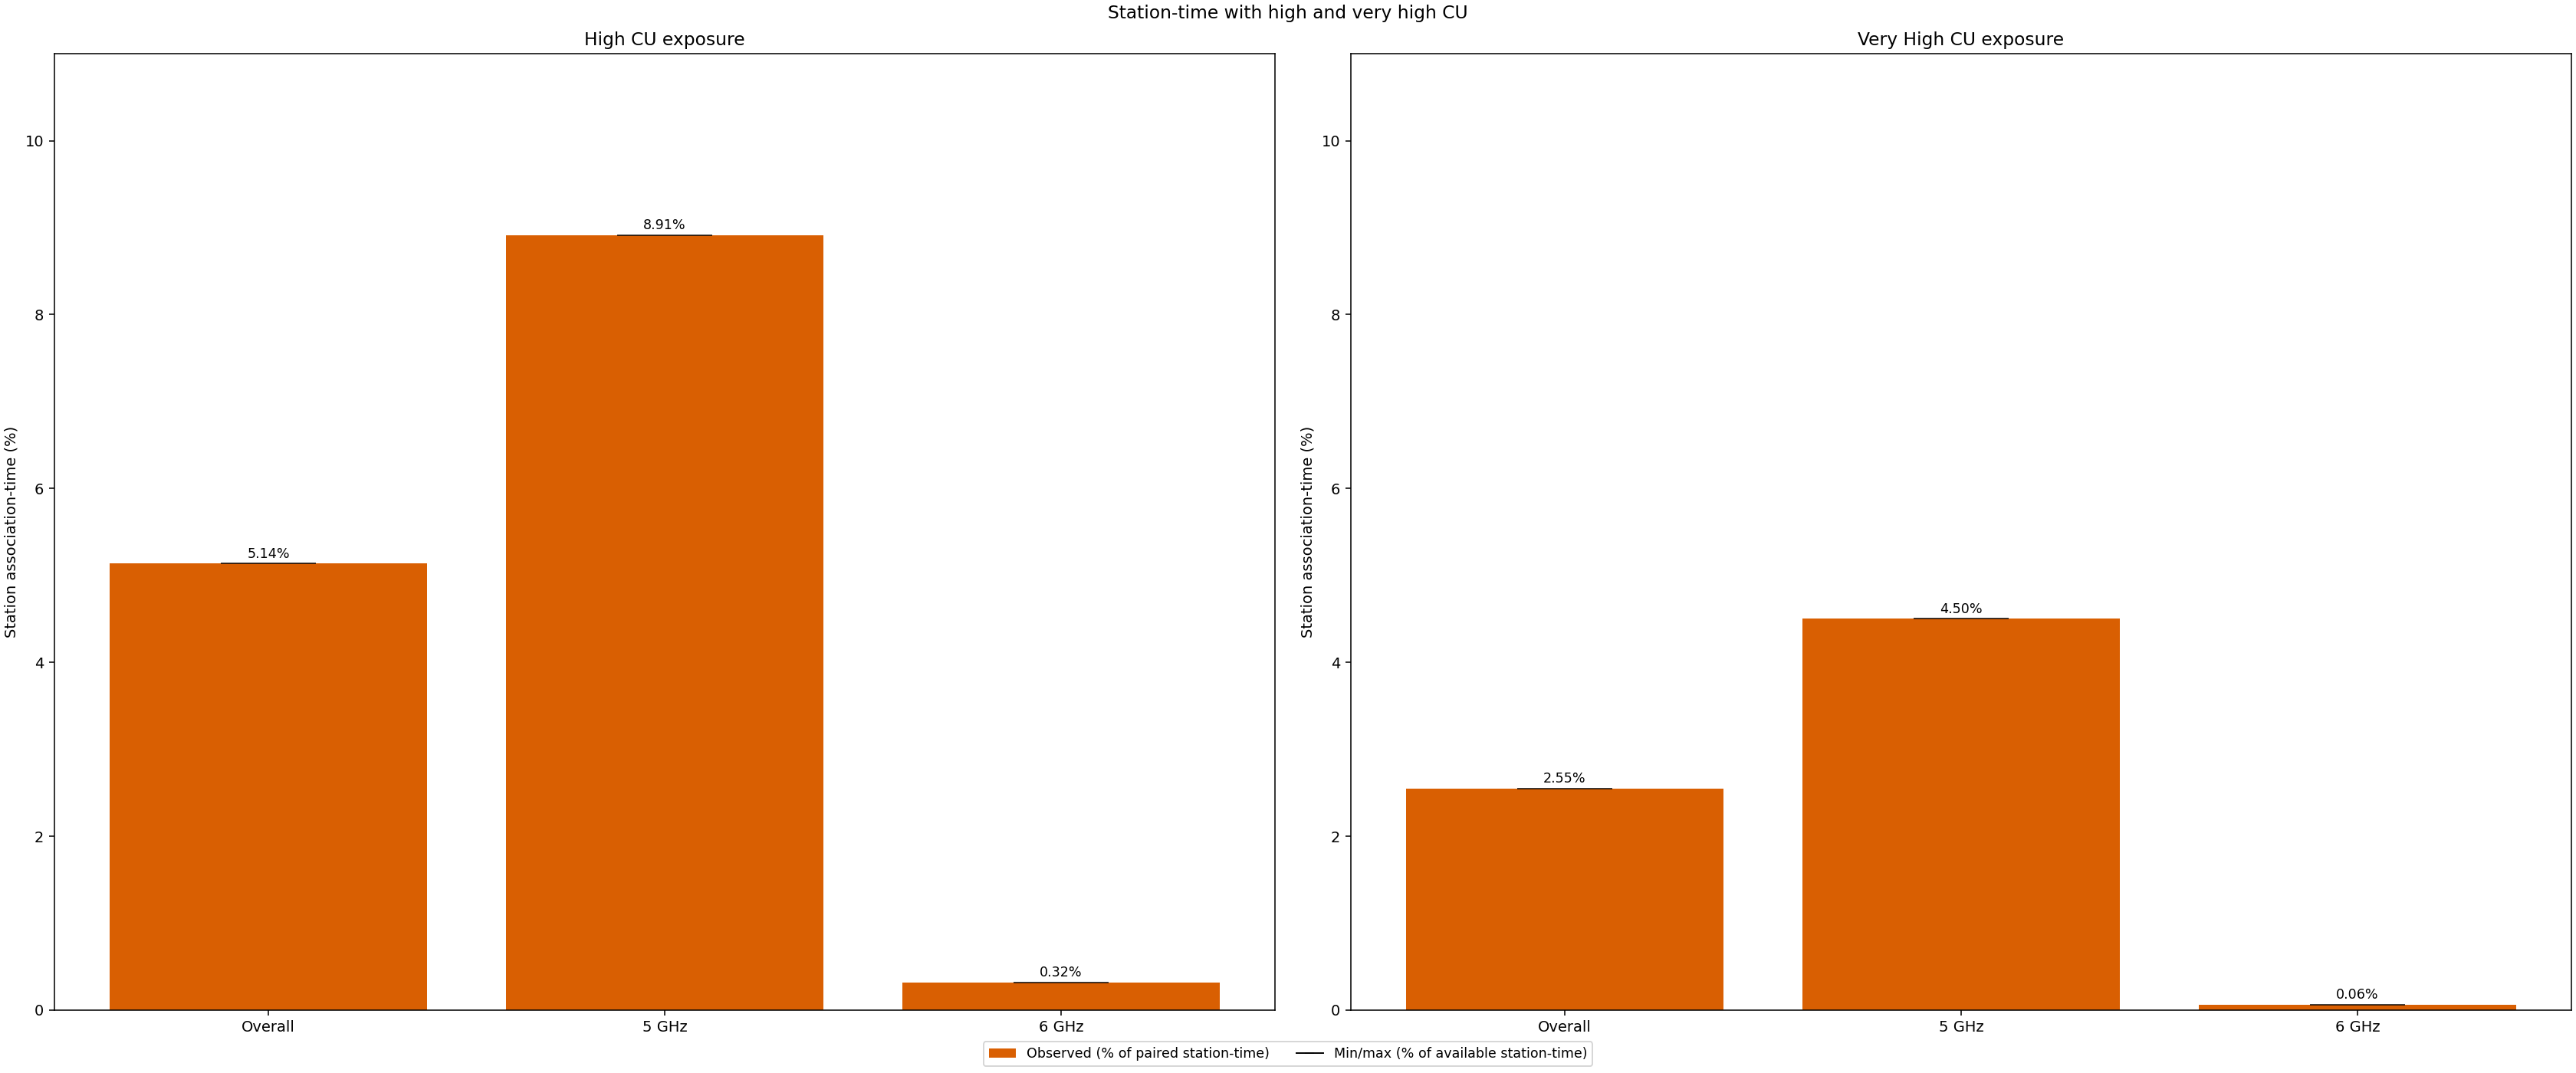 Station-time with high and very high CU
High CU exposure
Station association-time (%)
10
8
6
4
2
0
5.14%
8.91%
0.32%
Overall
5 GHz
6 GHz
Very High CU exposure
Station association-time (%)
10
8
6
4
2
0
2.55%
4.50%
0.06%
Overall
5 GHz
6 GHz
Observed (% of paired station-time)
Min/max (% of available station-time)